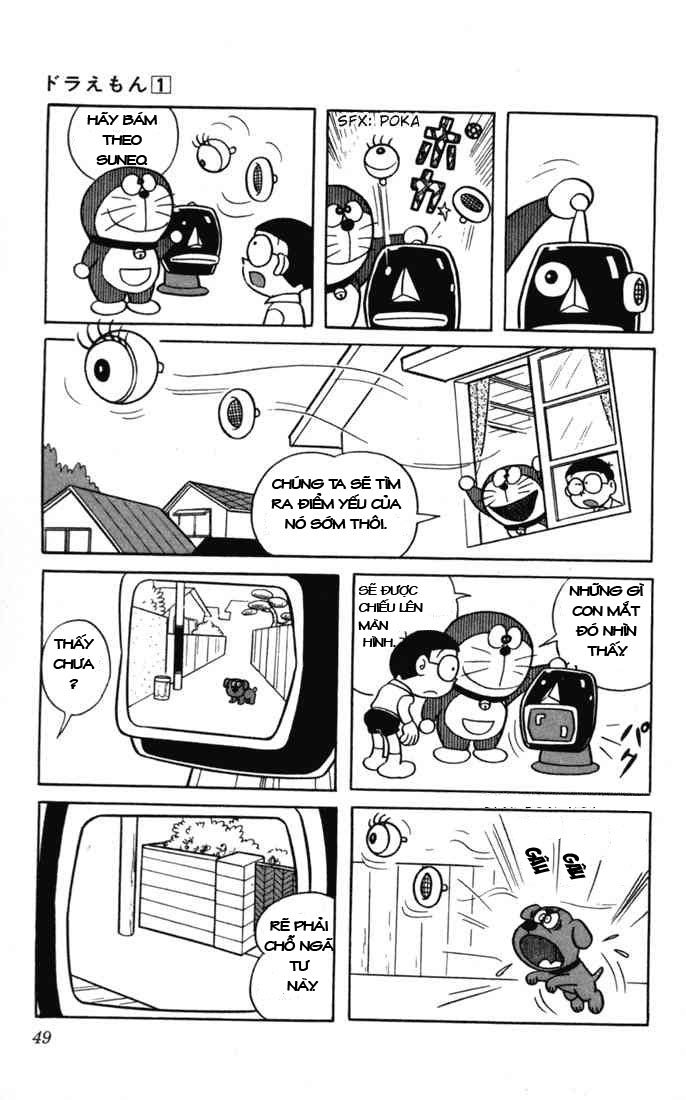 ドラえもん 1
SFX: POKA
ポカ
HÃY BÁM
THEO
SUNEO.
CHÚNG TA SẼ TÌM
RA ĐIỂM YẾU CỦA
NÓ SỚM THÔI.
NHỮNG GÌ
CON MẮT
ĐÓ NHÌN
THẤY.
SẼ ĐƯỢC
CHIẾU LÊN
MÀN
HÌNH.
THẤY
CHƯA
?
GÂU
GÂU
RẼ PHẢI
CHỖ NGÃ
TƯ
NÀY.
49